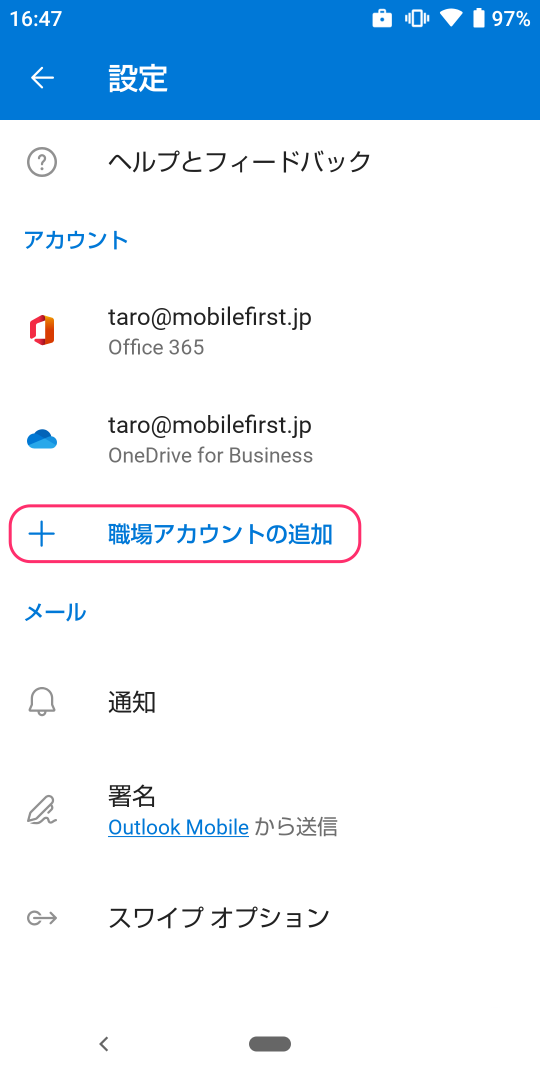 16:47
97%
設定
ヘルプとフィードバック
アカウント
taro@mobilefirst.jp
Office 365
taro@mobilefirst.jp
OneDrive for Business
職場アカウントの追加
メール
通知
署名
Outlook Mobile から送信
スワイプ オプション